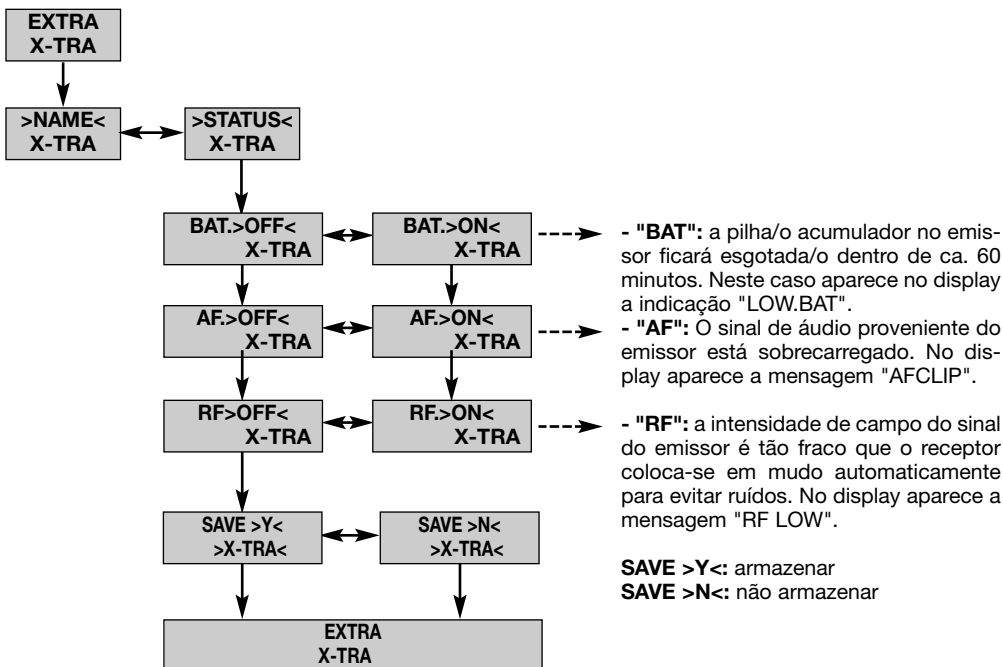 EXTRA
X-TRA
>NAME<
X-TRA
>STATUS<
X-TRA
BAT.>OFF<
X-TRA
BAT.>ON<
X-TRA
- "BAT": a pilha/o acumulador no emis-
sor ficará esgotada/o dentro de ca. 60
minutos. Neste caso aparece no display
a indicação "LOW.BAT".
AF.>OFF<
X-TRA
AF.>ON<
X-TRA
- "AF": O sinal de áudio proveniente do
emissor está sobrecarregado. No dis-
play aparece a mensagem "AFCLIP".
RF>OFF<
X-TRA
RF.>ON<
X-TRA
- "RF": a intensidade de campo do sinal
do emissor é tão fraco que o receptor
coloca-se em mudo automaticamente
para evitar ruídos. No display aparece a
mensagem "RF LOW".
SAVE >Y<
>X-TRA<
SAVE >N<
>X-TRA<
SAVE >Y<: armazenar
SAVE >N<: não armazenar
EXTRA
X-TRA